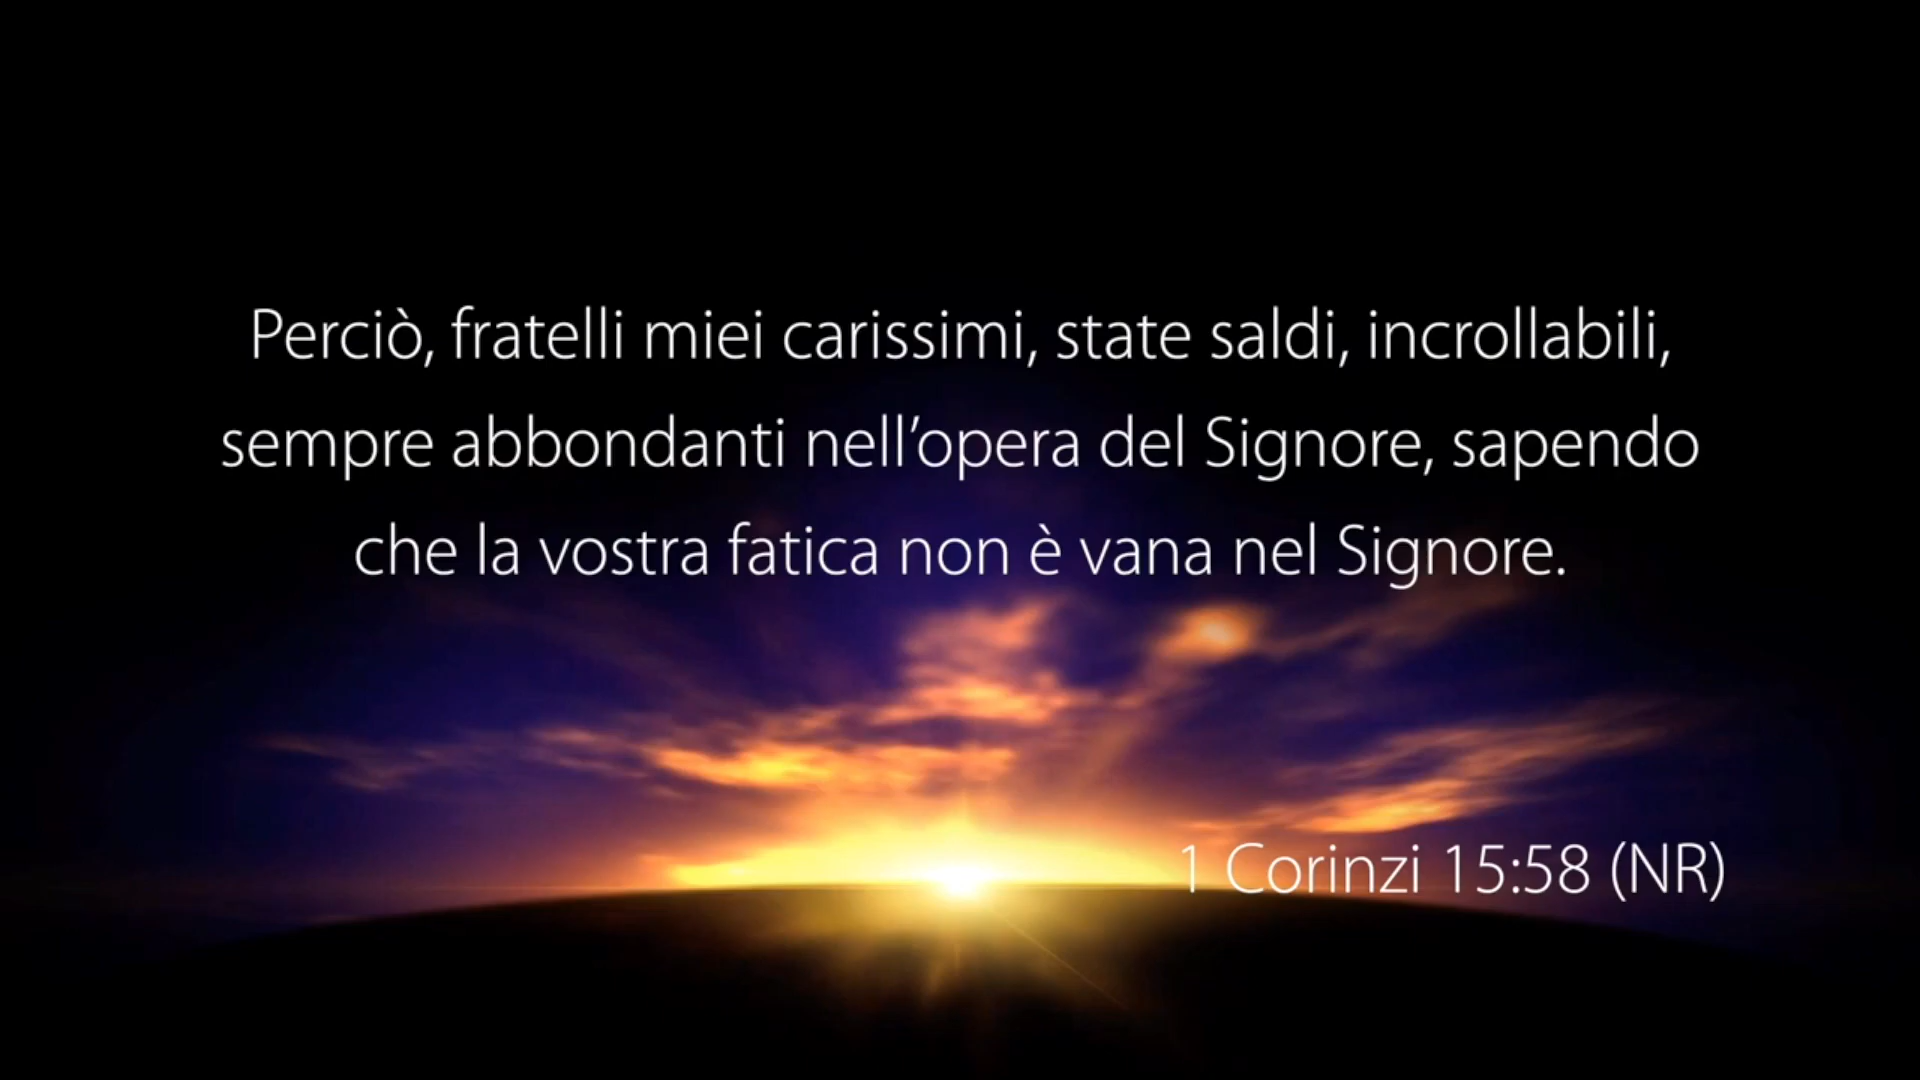 Perciò, fratelli miei carissimi, state saldi, incrollabili,
sempre abbondanti nell’opera del Signore, sapendo
che la vostra fatica non è vana nel Signore.
1 Corinzi 15:58 (NR)